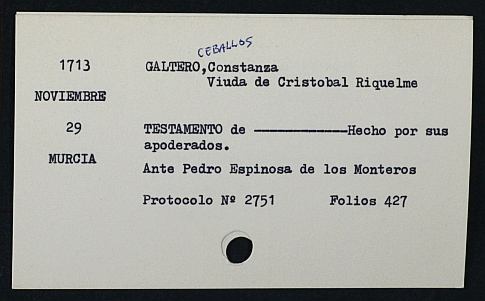 CEBALLOS
1713 GALTERO,Constanza
Viuda de Cristobal Riquelme
NOVIEMBRE
29 TESTAMENTO de ——————Hecho por sus
apoderados.
MURCIA
Ante Pedro Espinosa de los Monteros
Protocolo Nº 2751 Folios 427